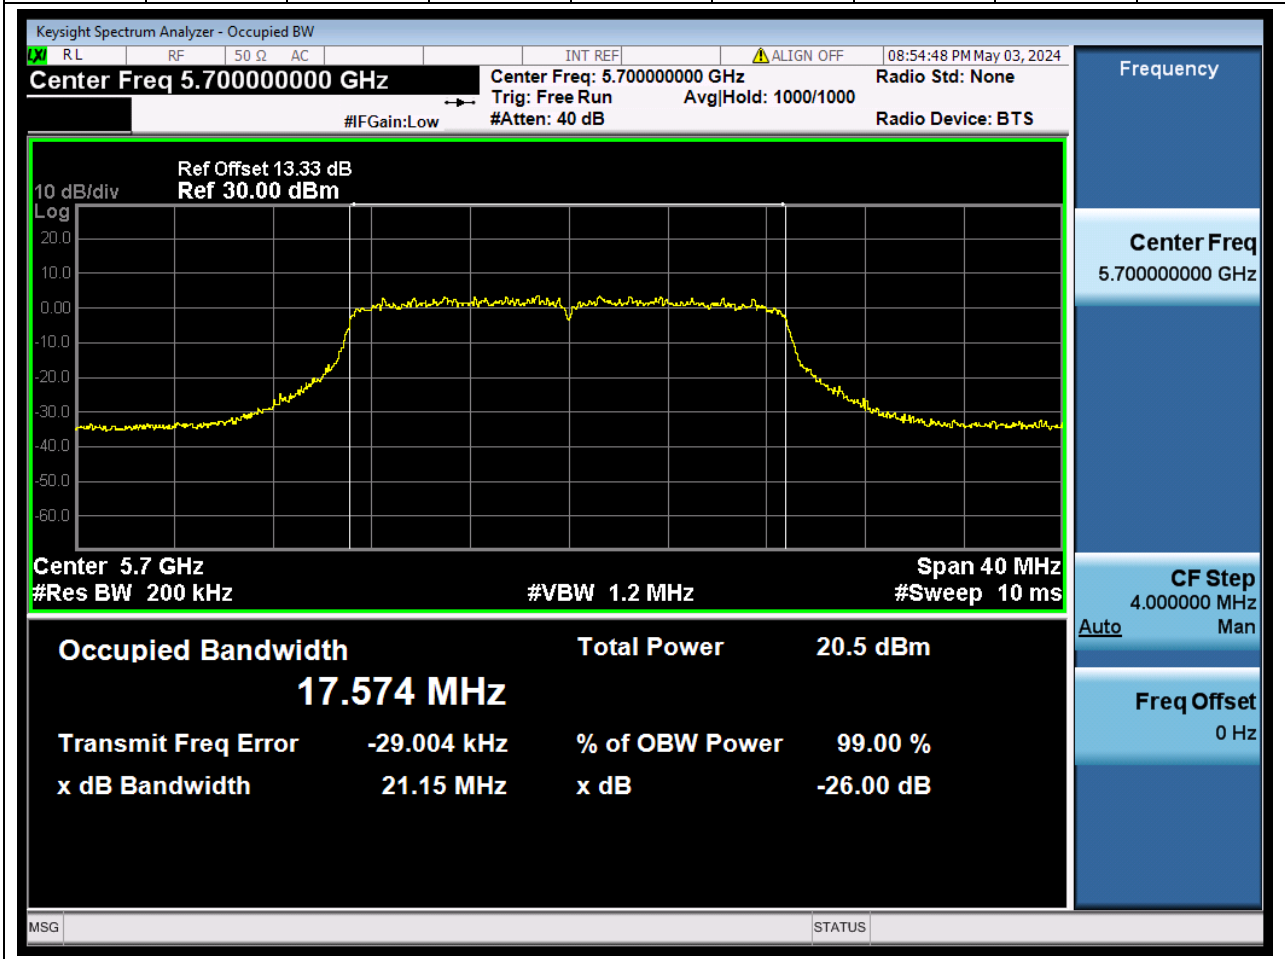 Keysight Spectrum Analyzer - Occupied BW
LXI RL RF 50 Ω AC INT REF ALIGN OFF 08:54:48 PM May 03, 2024
Center Freq 5.700000000 GHz
Center Freq: 5.700000000 GHz Radio Std: None
Trig: Free Run Avg|Hold: 1000/1000
#IFGain:Low #Atten: 40 dB Radio Device: BTS
Ref Offset 13.33 dB
10 dB/div Ref 30.00 dBm
Log
20.0
10.0
0.00
-10.0
-20.0
-30.0
-40.0
-50.0
-60.0
Center 5.7 GHz Span 40 MHz
#Res BW 200 kHz #VBW 1.2 MHz #Sweep 10 ms
Occupied Bandwidth Total Power 20.5 dBm
17.574 MHz
Transmit Freq Error -29.004 kHz % of OBW Power 99.00 %
x dB Bandwidth 21.15 MHz x dB -26.00 dB
Frequency
Center Freq
5.700000000 GHz
CF Step
4.000000 MHz
Auto Man
Freq Offset
0 Hz
MSG STATUS